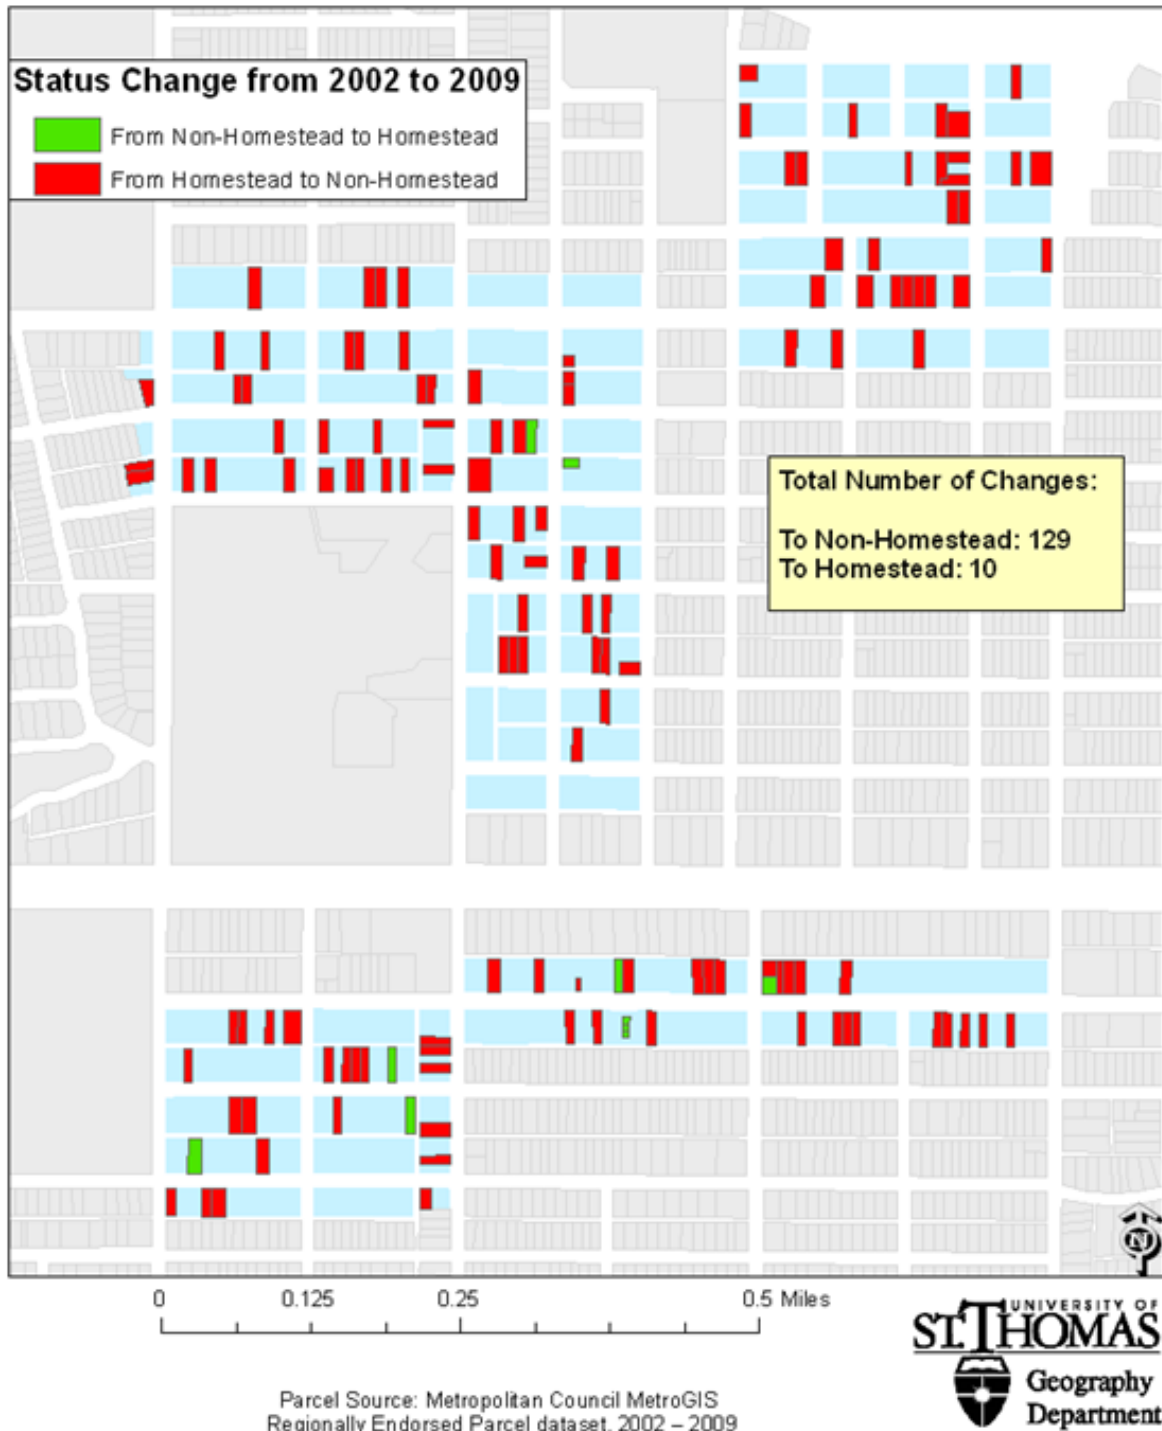 Status Change from 2002 to 2009
From Non-Homestead to Homestead
From Homestead to Non-Homestead
Total Number of Changes:
To Non-Homestead: 129
To Homestead: 10
N
0 0.125 0.25 0.5 Miles
UNIVERSITY OF
ST. THOMAS
Geography
Department
Parcel Source: Metropolitan Council MetroGIS
Regionally Endorsed Parcel dataset, 2002 – 2009